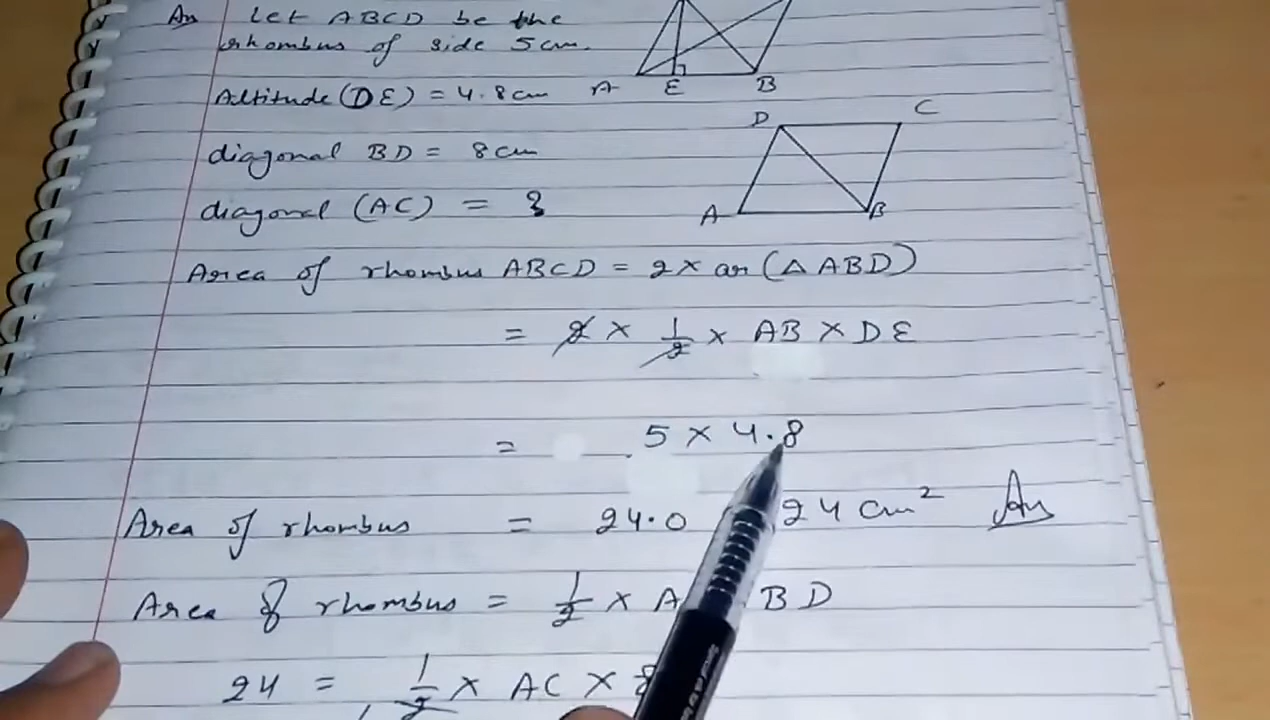 An Let ABCD be the
rhombus of side 5cm.
A E B
Altitude (DE) = 4.8cm
D C
diagonal BD = 8cm
diagonal (AC) = ?
A B
Area of rhombus ABCD = 2 × ar (△ ABD)
= 2 × 1/2 × AB × DE
= 5 × 4.8
Area of rhombus = 24.0 24 cm² An
Area of rhombus = 1/2 × A BD
24 = 1/2 × AC × 8